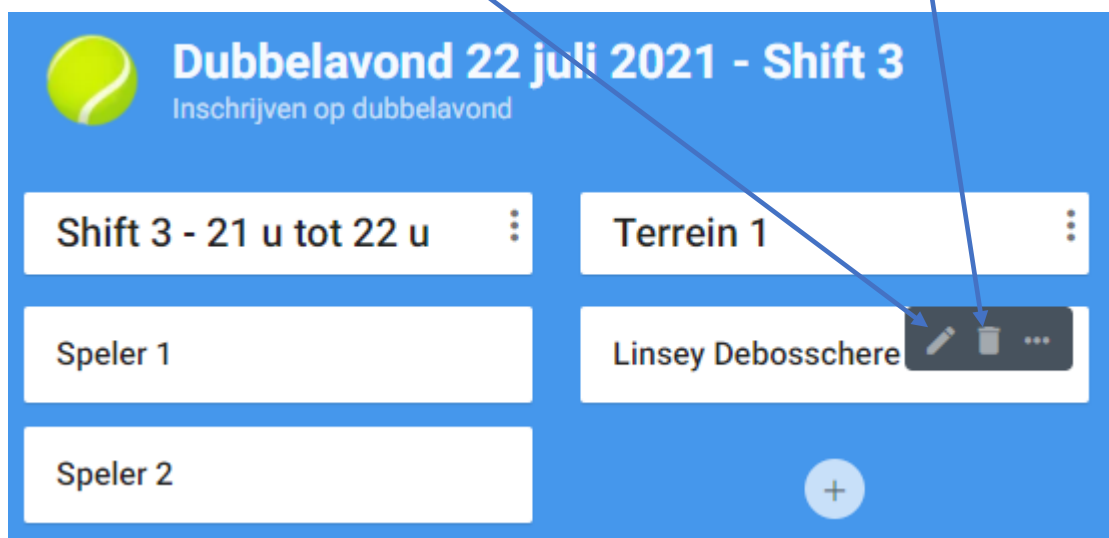 Dubbelavond 22 juli 2021 - Shift 3
Inschrijven op dubbelavond
Shift 3 - 21 u tot 22 u
Terrein 1
Speler 1
Linsey Debosschere
Speler 2